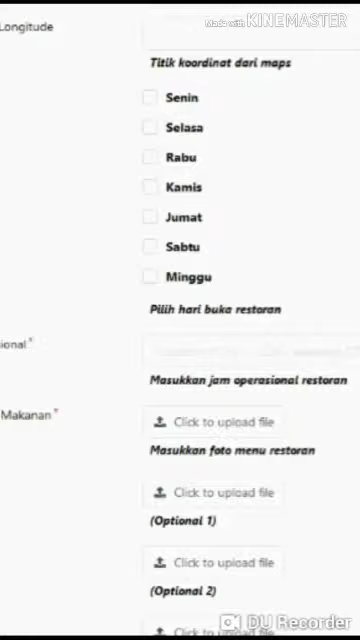 Made with KINEMASTER
Longitude
Titik koordinat dari maps
Senin
Selasa
Rabu
Kamis
Jumat
Sabtu
Minggu
Pilih hari buka restoran
ional*
Masukkan jam operasional restoran
Makanan*
Click to upload file
Masukkan foto menu restoran
Click to upload file
(Optional 1)
Click to upload file
(Optional 2)
Click to upload file
DU Recorder